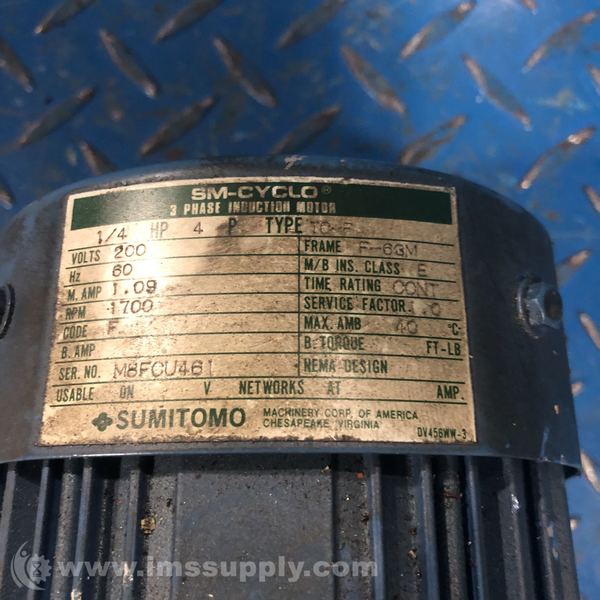 SM-CYCLO®
3 PHASE INDUCTION MOTOR
1/4 HP 4 P TYPE TC-F
VOLTS 200 FRAME F-63M
Hz 60 M/B INS. CLASS E
M. AMP 1.09 TIME RATING CONT
RPM 1700 SERVICE FACTOR
CODE F MAX. AMB 40 °C
B. AMP B. TORQUE FT-LB
SER. NO. M8FCU461 NEMA DESIGN
USABLE ON V NETWORKS AT AMP.
SUMITOMO MACHINERY CORP. OF AMERICA
CHESAPEAKE, VIRGINIA
DV456WW-3
www.imssupply.com